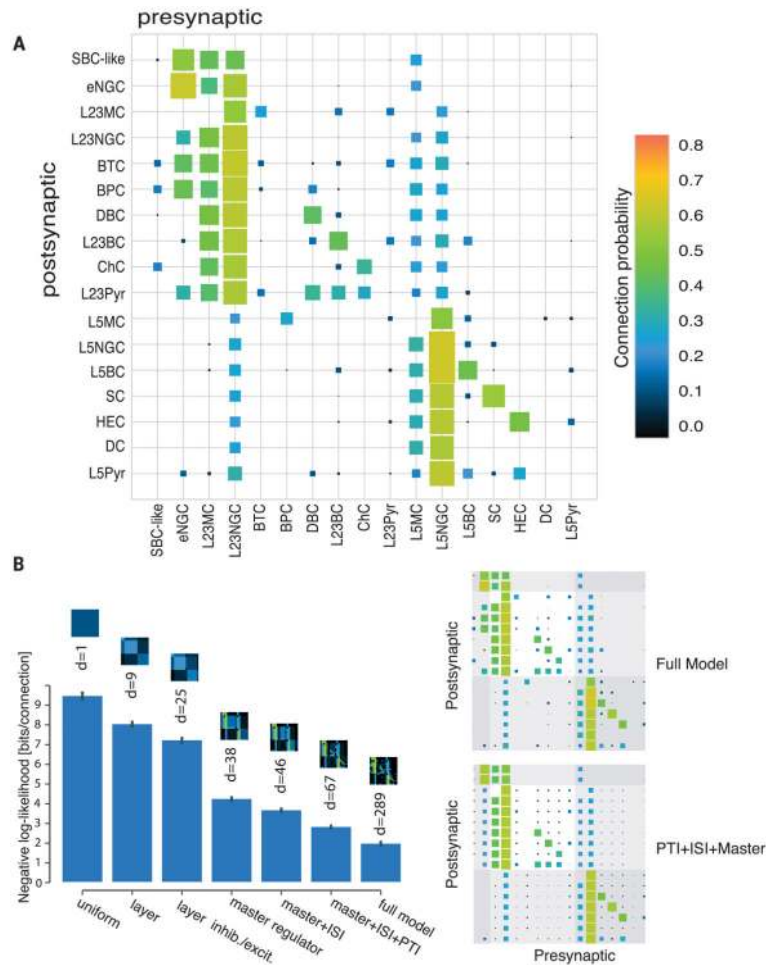 presynaptic
A
SBC-like
eNGC
L23MC
L23NGC
BTC
BPC
DBC
L23BC
ChC
L23Pyr
L5MC
L5NGC
L5BC
SC
HEC
DC
L5Pyr
postsynaptic
SBC-like
eNGC
L23MC
L23NGC
BTC
BPC
DBC
L23BC
ChC
L23Pyr
L5MC
L5NGC
L5BC
SC
HEC
DC
L5Pyr
0.8
0.7
0.6
0.5
0.4
0.3
0.2
0.1
0.0
Connection probability
B
Negative log-likelihood [bits/connection]
9
8
7
6
5
4
3
2
1
0
d=1
d=9
d=25
d=38
d=46
d=67
d=289
uniform
layer
layer inhib./excit.
master regulator
master+ISI
master+ISI+PTI
full model
Postsynaptic
Full Model
Postsynaptic
PTI+ISI+Master
Presynaptic